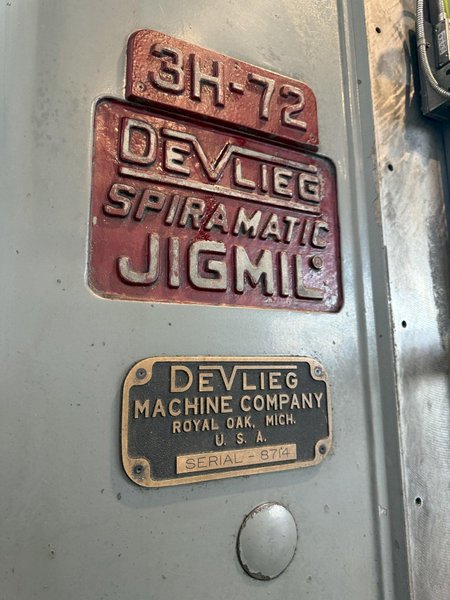 3H-72
DEVLIEG
SPIRAMATIC
JIGMIL
DEVLIEG
MACHINE COMPANY
ROYAL OAK, MICH.
U. S. A.
SERIAL - 8714